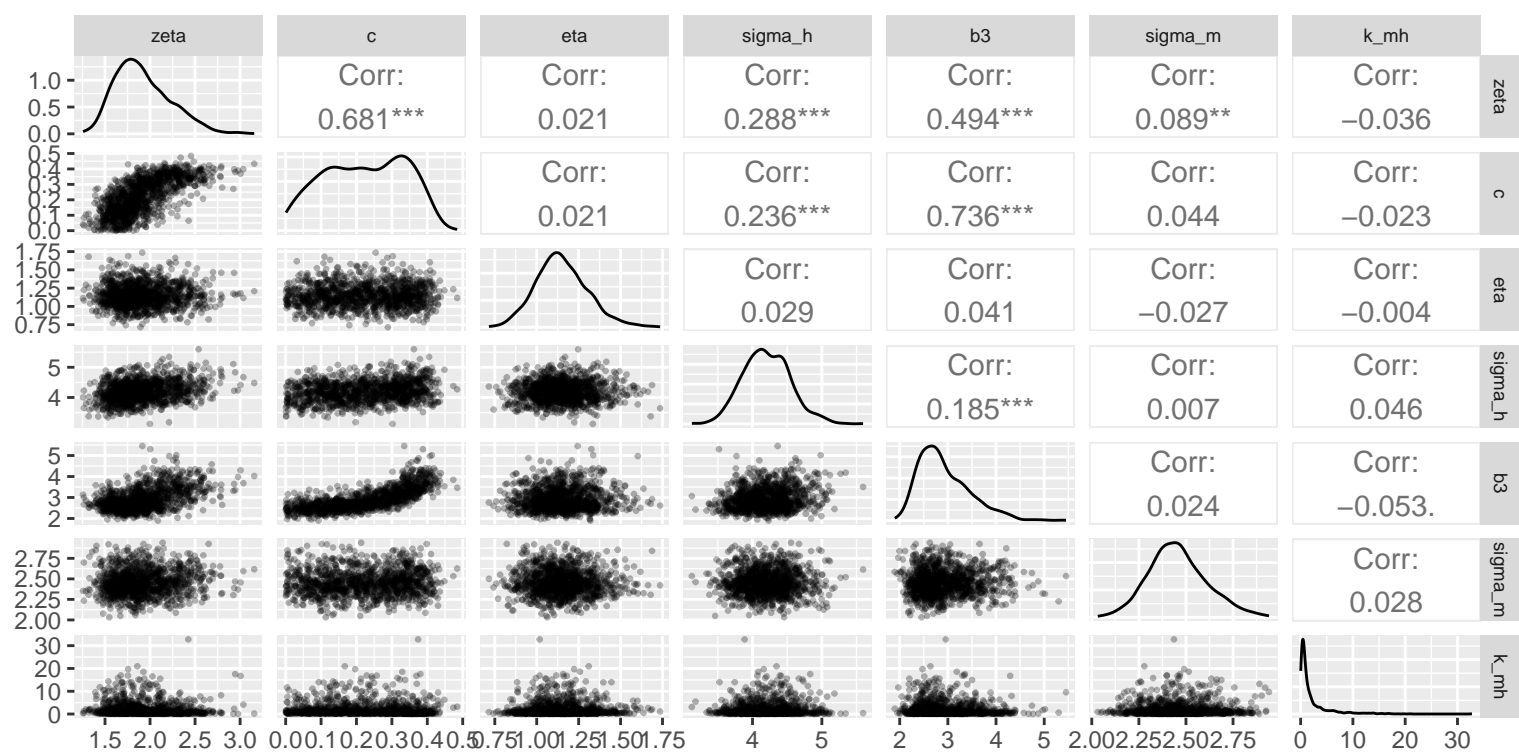 zeta c eta sigma_h b3 sigma_m k_mh
1.0
0.5
0.0
Corr: Corr: Corr: Corr: Corr: Corr:
0.681*** 0.021 0.288*** 0.494*** 0.089** −0.036
zeta
0.5
0.4
0.3
0.2
0.1
0.0
Corr: Corr: Corr: Corr: Corr:
0.021 0.236*** 0.736*** 0.044 −0.023
c
1.75
1.50
1.25
1.00
0.75
Corr: Corr: Corr: Corr:
0.029 0.041 −0.027 −0.004
eta
5
4
Corr: Corr: Corr:
0.185*** 0.007 0.046
sigma_h
5
4
3
2
Corr: Corr:
0.024 −0.053.
b3
2.75
2.50
2.25
2.00
Corr:
0.028
sigma_m
30
20
10
0
k_mh
1.5 2.0 2.5 3.0 0.0 0.1 0.2 0.3 0.4 0.5 0.75 1.00 1.25 1.50 1.75 4 5 2 3 4 5 2.00 2.25 2.50 2.75 0 10 20 30